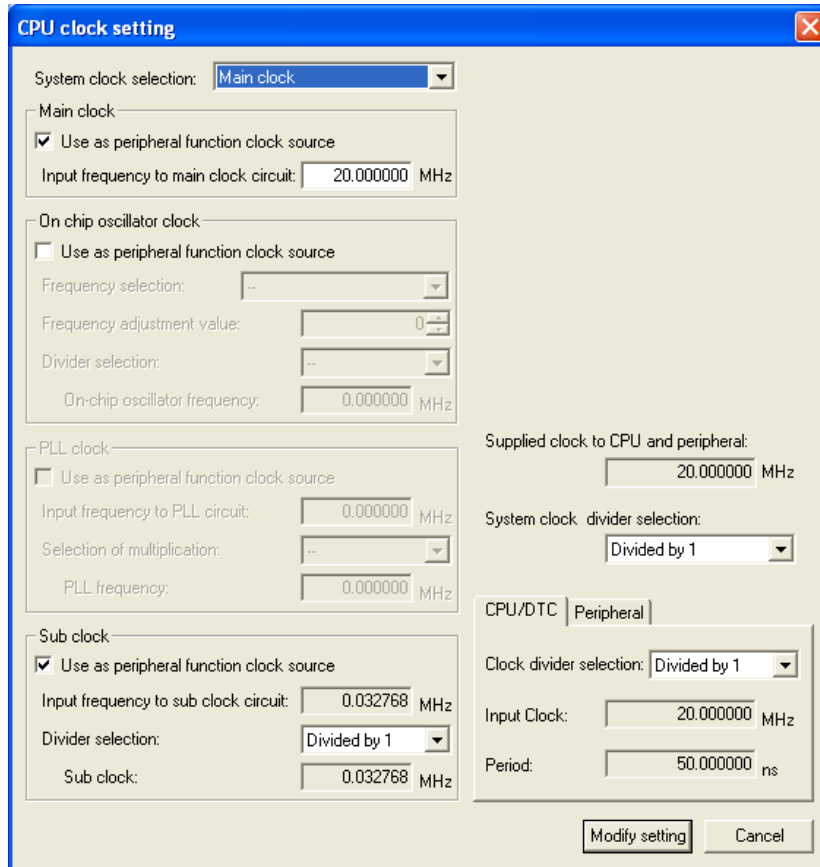 CPU clock setting
System clock selection: Main clock
Main clock
Use as peripheral function clock source
Input frequency to main clock circuit: 20.000000 MHz
On chip oscillator clock
Use as peripheral function clock source
Frequency selection: --
Frequency adjustment value: 0
Divider selection: --
On-chip oscillator frequency: 0.000000 MHz
PLL clock
Use as peripheral function clock source
Input frequency to PLL circuit: 0.000000 MHz
Selection of multiplication: --
PLL frequency: 0.000000 MHz
Sub clock
Use as peripheral function clock source
Input frequency to sub clock circuit: 0.032768 MHz
Divider selection: Divided by 1
Sub clock: 0.032768 MHz
Supplied clock to CPU and peripheral:
20.000000 MHz
System clock divider selection:
Divided by 1
CPU/DTC Peripheral
Clock divider selection: Divided by 1
Input Clock: 20.000000 MHz
Period: 50.000000 ns
Modify setting Cancel